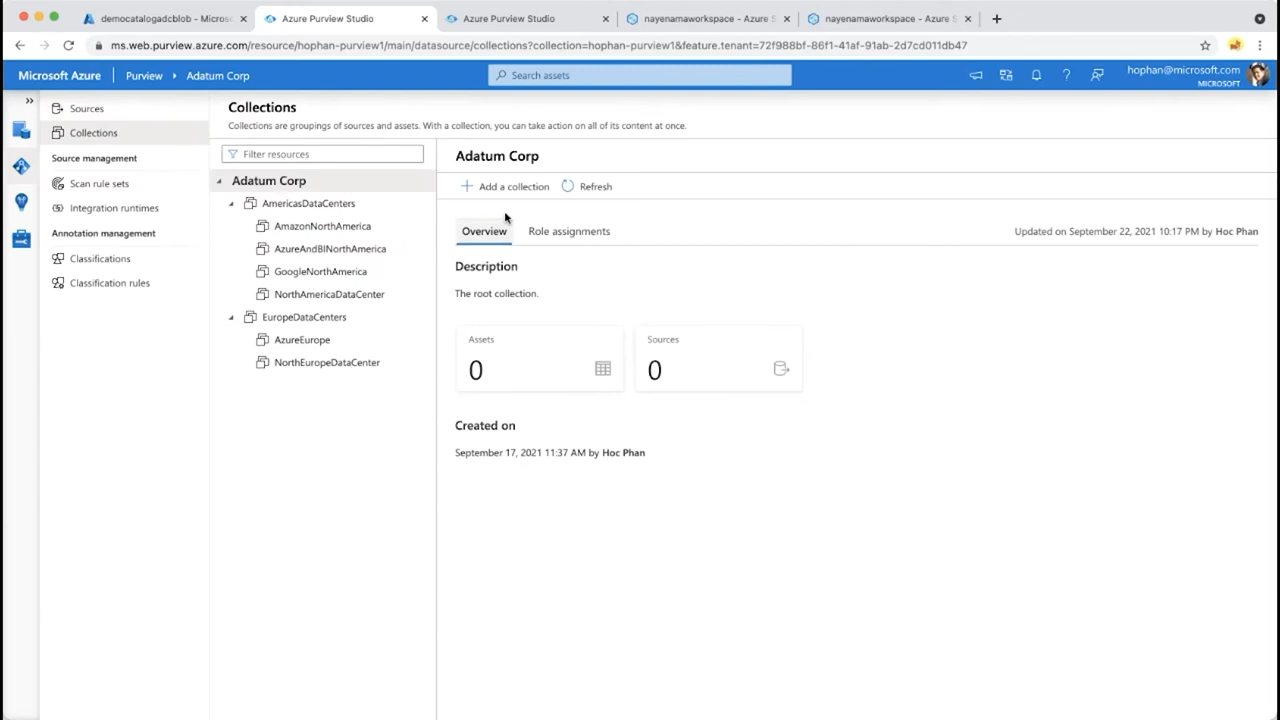 democatalogadcblob - Micros
Azure Purview Studio
Azure Purview Studio
nayenamaworkspace - Azure S
nayenamaworkspace - Azure S
ms.web.purview.azure.com/resource/hophan-purview1/main/datasource/collections?collection=hophan-purview1&feature.tenant=72f988bf-86f1-41af-91ab-2d7cd011db47
Microsoft Azure
Purview
Adatum Corp
Search assets
hophan@microsoft.com
MICROSOFT
Sources
Collections
Source management
Scan rule sets
Integration runtimes
Annotation management
Classifications
Classification rules
Collections
Collections are groupings of sources and assets. With a collection, you can take action on all of its content at once.
Filter resources
Adatum Corp
AmericasDataCenters
AmazonNorthAmerica
AzureAndBINorthAmerica
GoogleNorthAmerica
NorthAmericaDataCenter
EuropeDataCenters
AzureEurope
NorthEuropeDataCenter
Adatum Corp
Add a collection
Refresh
Overview
Role assignments
Updated on September 22, 2021 10:17 PM by Hoc Phan
Description
The root collection.
Assets
0
Sources
0
Created on
September 17, 2021 11:37 AM by Hoc Phan